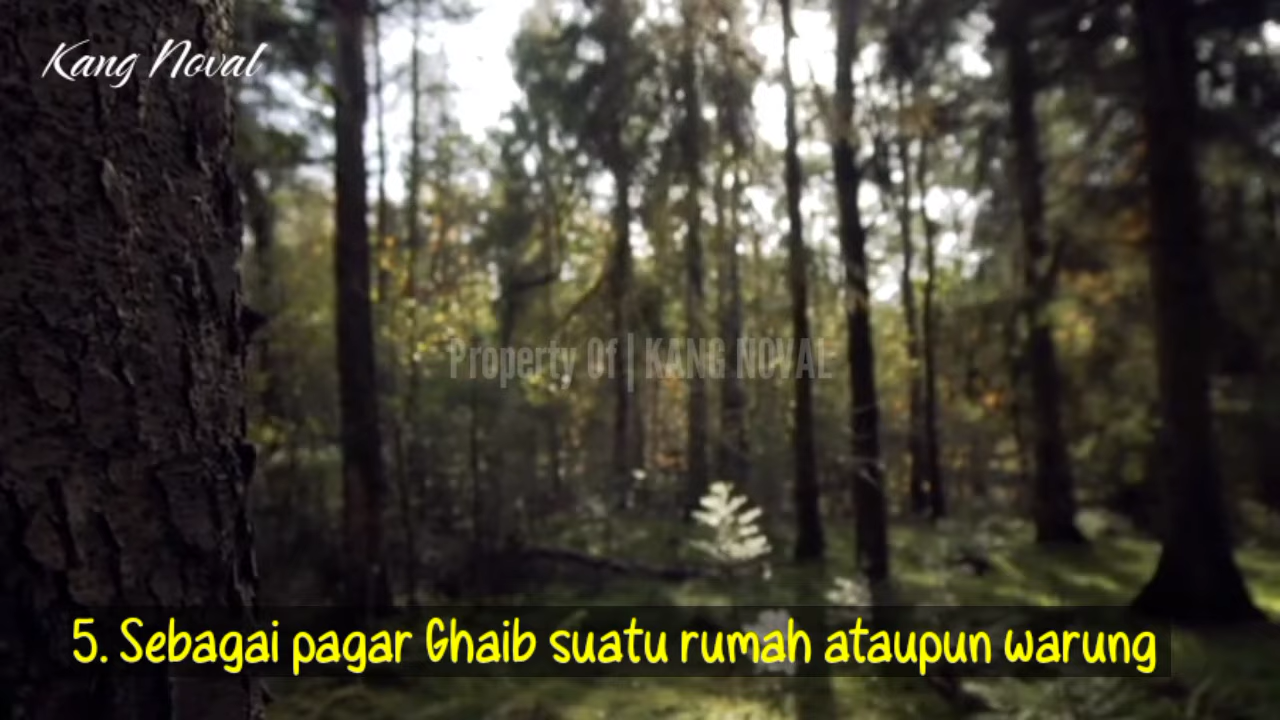 Kang Noval
Property Of | KANG NOVAL
5. Sebagai pagar Ghaib suatu rumah ataupun warung